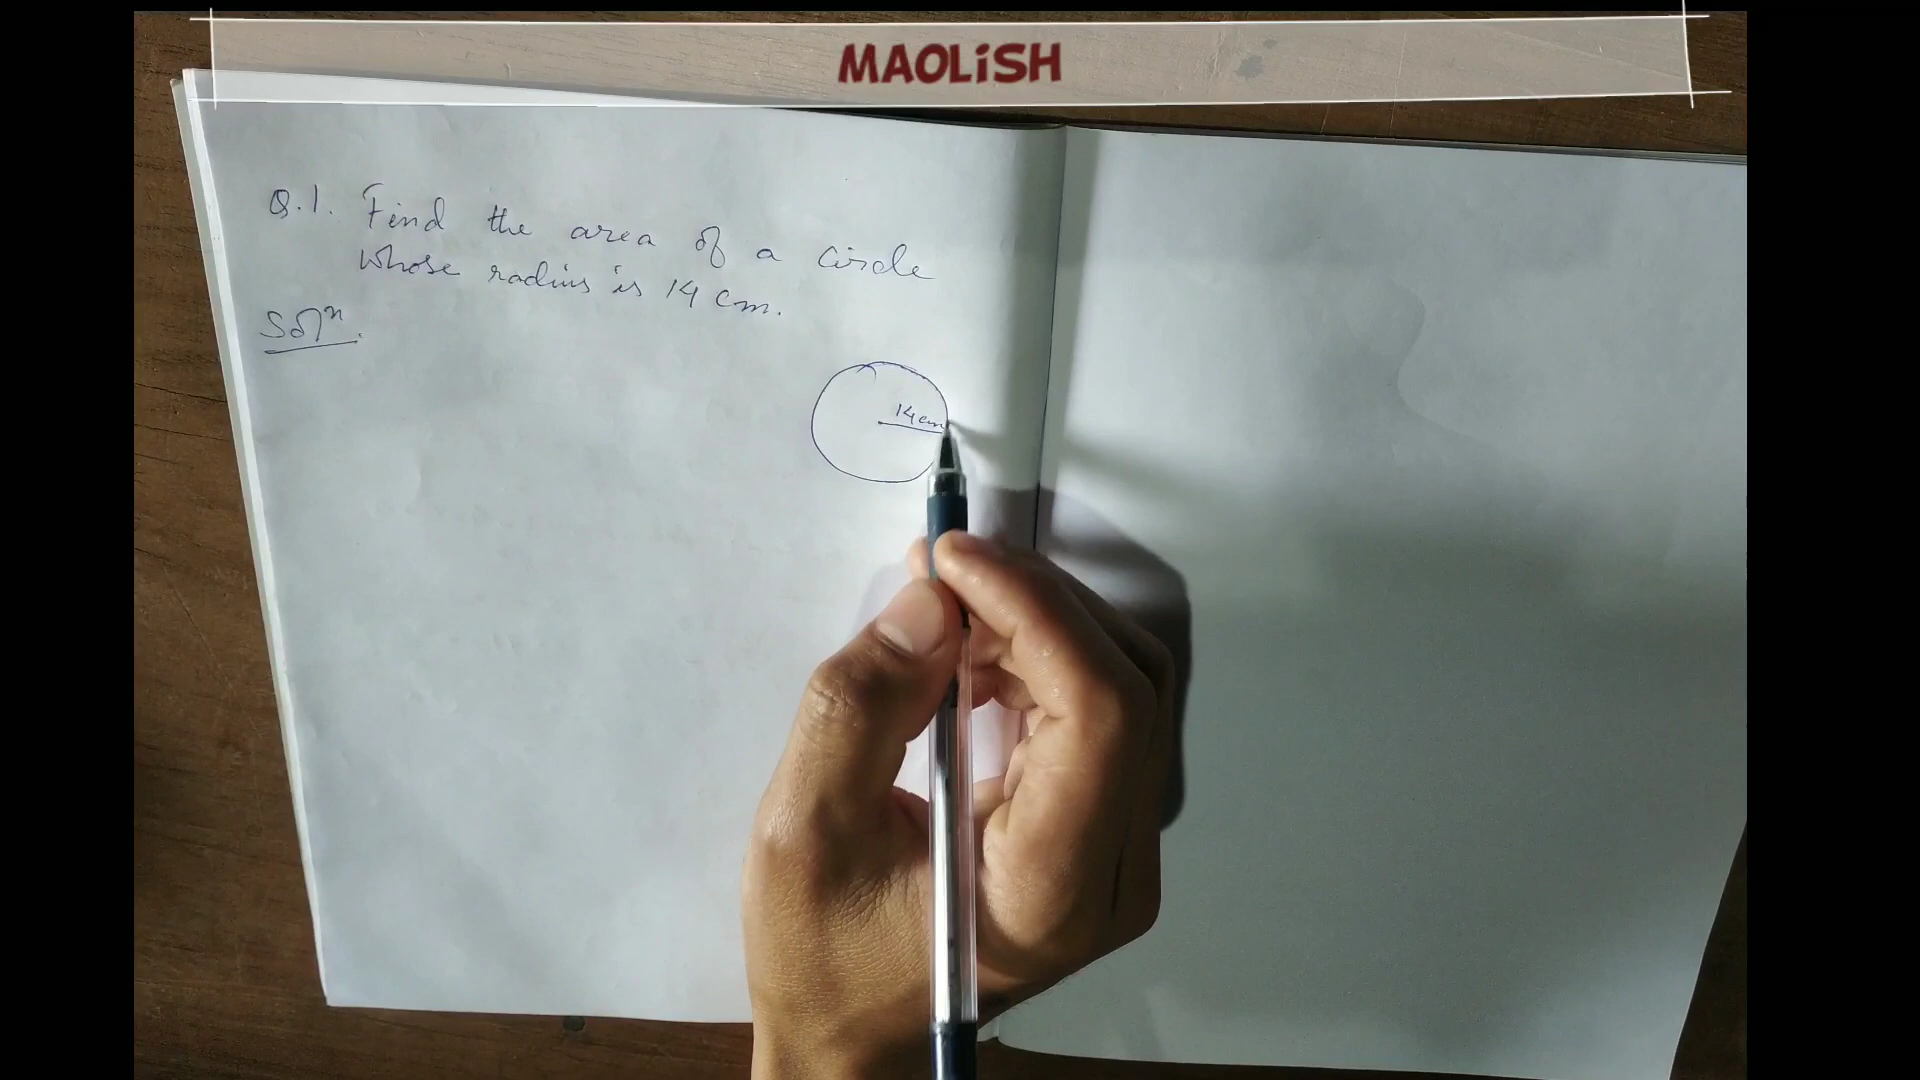 MAOLiSH
Q.1. Find the area of a circle
whose radius is 14 cm.
Solⁿ.
14cm